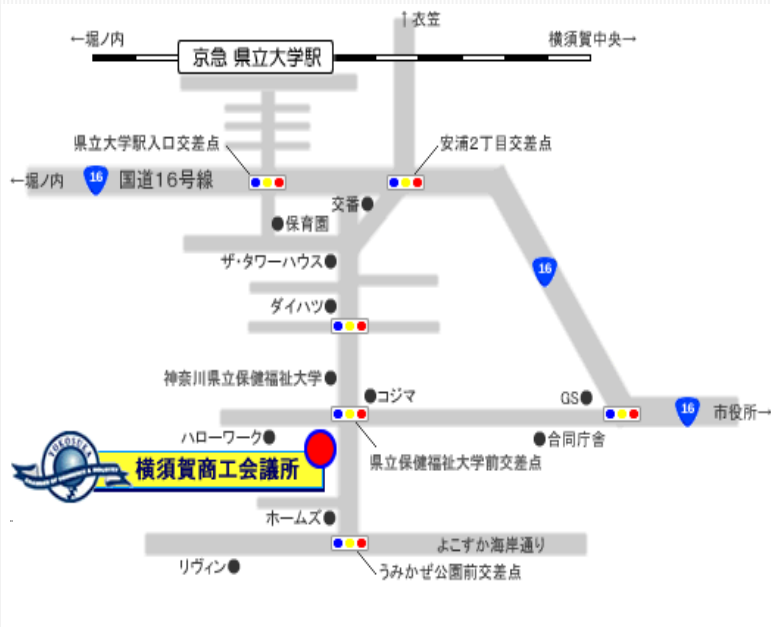 ↑衣笠
←堀ノ内
横須賀中央→
京急 県立大学駅
県立大学駅入口交差点
安浦2丁目交差点
←堀ノ内
16
国道16号線
交番
保育園
ザ・タワーハウス
16
ダイハツ
神奈川県立保健福祉大学
コジマ
GS
16
市役所→
ハローワーク
合同庁舎
YOKOSUKA
横須賀商工会議所
県立保健福祉大学前交差点
ホームズ
よこすか海岸通り
リヴィン
うみかぜ公園前交差点